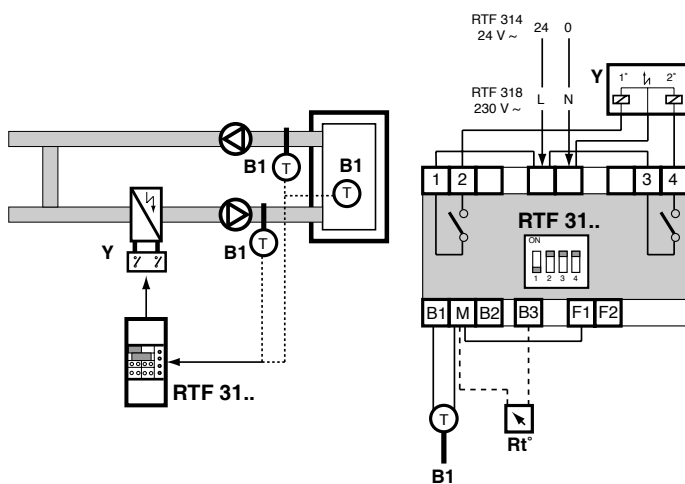 B1
T
B1
T
Y
B1
T
RTF 31..
RTF 314 24 0
24 V ~
Y 1° 2°
RTF 318
230 V ~ L N
1 2 3 4
RTF 31..
ON
1 2 3 4
B1 M B2 B3 F1 F2
T
Rt°
B1